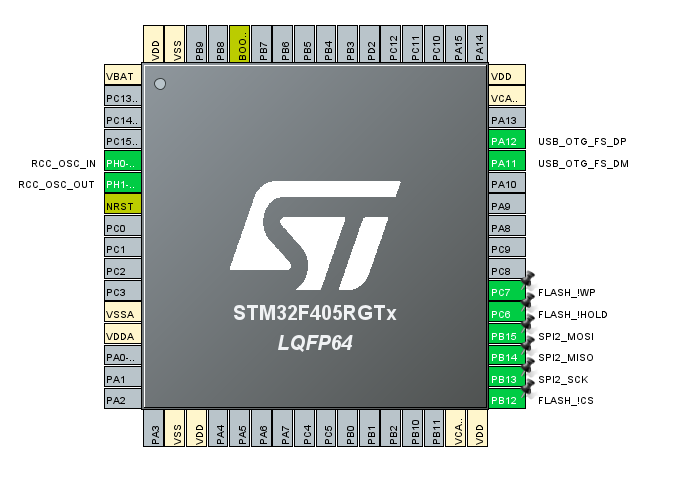 VDD VSS PB9 PB8 BOO.. PB7 PB6 PB5 PB4 PB3 PD2 PC12 PC11 PC10 PA15 PA14
VBAT VDD
PC13.. VCA..
PC14.. PA13
PC15.. PA12 USB_OTG_FS_DP
RCC_OSC_IN PH0-.. PA11 USB_OTG_FS_DM
RCC_OSC_OUT PH1-.. PA10
NRST PA9
PC0 PA8
PC1 PC9
PC2 PC8
PC3 PC7 FLASH_!WP
VSSA PC6 FLASH_!HOLD
VDDA PB15 SPI2_MOSI
PA0-.. PB14 SPI2_MISO
PA1 PB13 SPI2_SCK
PA2 PB12 FLASH_!CS
ST
STM32F405RGTx
LQFP64
PA3 VSS VDD PA4 PA5 PA6 PA7 PC4 PC5 PB0 PB1 PB2 PB10 PB11 VCA.. VDD